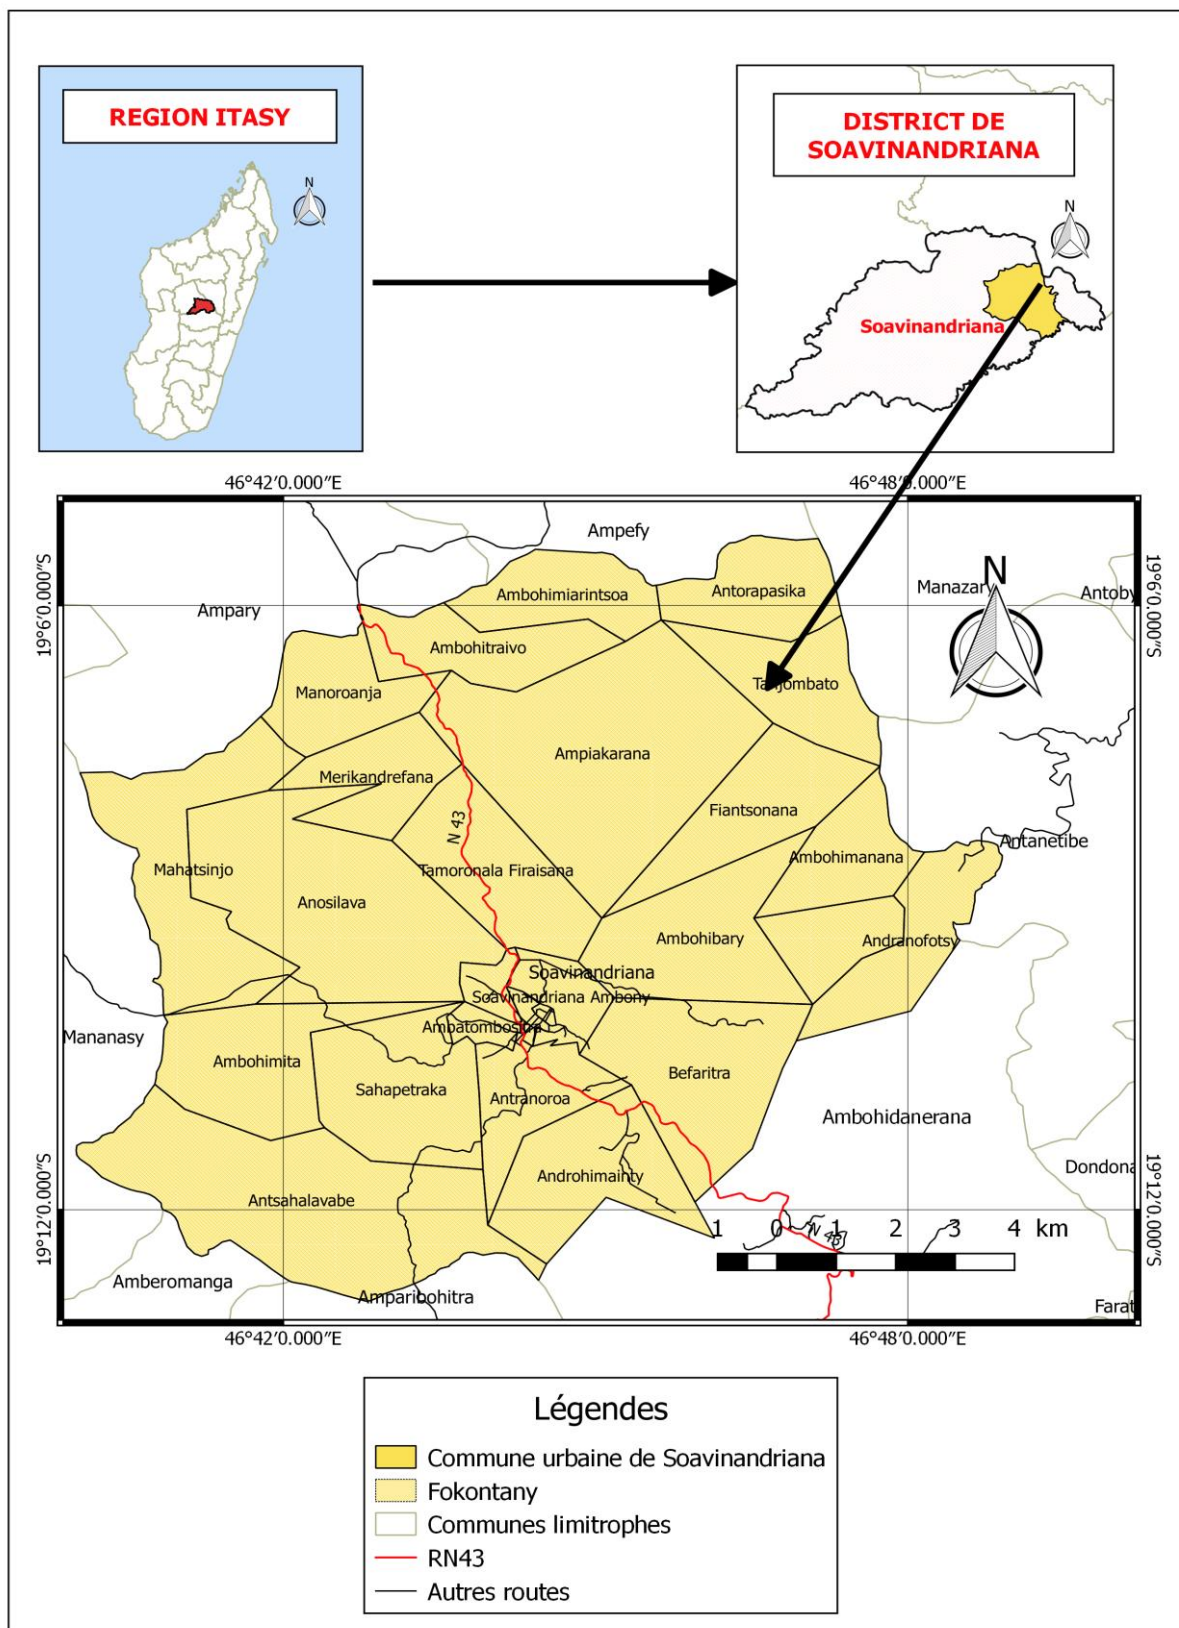 REGION ITASY
N
DISTRICT DE
SOAVINANDRIANA
N
Soavinandriana
46°42'0.000"E
46°48'0.000"E
19°6'0.000"S
19°6'0.000"S
Ampefy
N
Manazary
Antoby
Ampary
Ambohimiarintsoa
Antorapasika
Ambohitraivo
Manoroanja
Tanjombato
Ampiakarana
Merikandrefana
Fiantsonana
N 43
Antanetibe
Ambohimanana
Mahatsinjo
Tamoronala Firaisana
Anosilava
Ambohibary
Andranofotsy
Soavinandriana
Soavinandriana Ambony
Ambatombositra
Mananasy
Ambohimita
Befaritra
Sahapetraka
Antranoroa
Ambohidanerana
Dondona
Androhimainty
Antsahalavabe
19°12'0.000"S
19°12'0.000"S
1 0 1 2 3 4 km
N 43
Amberomanga
Amparibohitra
Farat
46°42'0.000"E
46°48'0.000"E
Légendes
Commune urbaine de Soavinandriana
Fokontany
Communes limitrophes
RN43
Autres routes